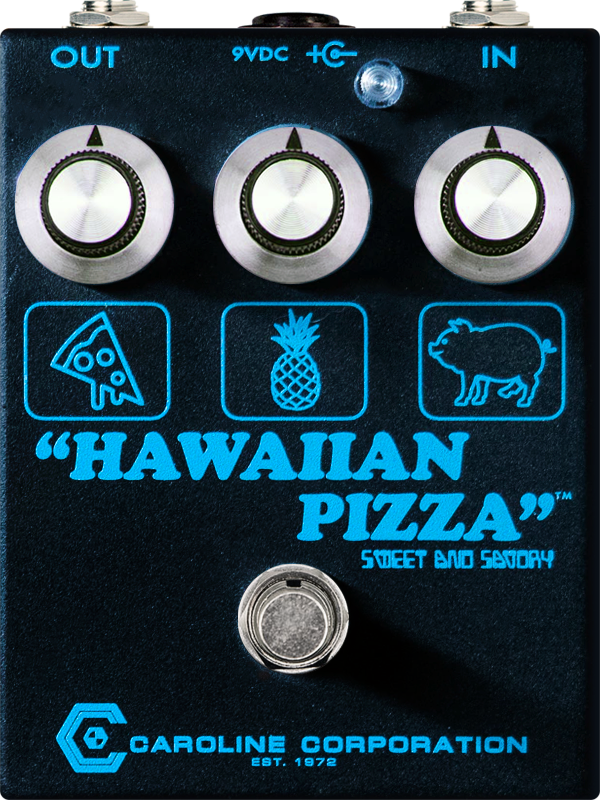 OUT 9VDC IN
“HAWAIIAN
PIZZA”™
SWEET AND SAVORY
CAROLINE CORPORATION
EST. 1972